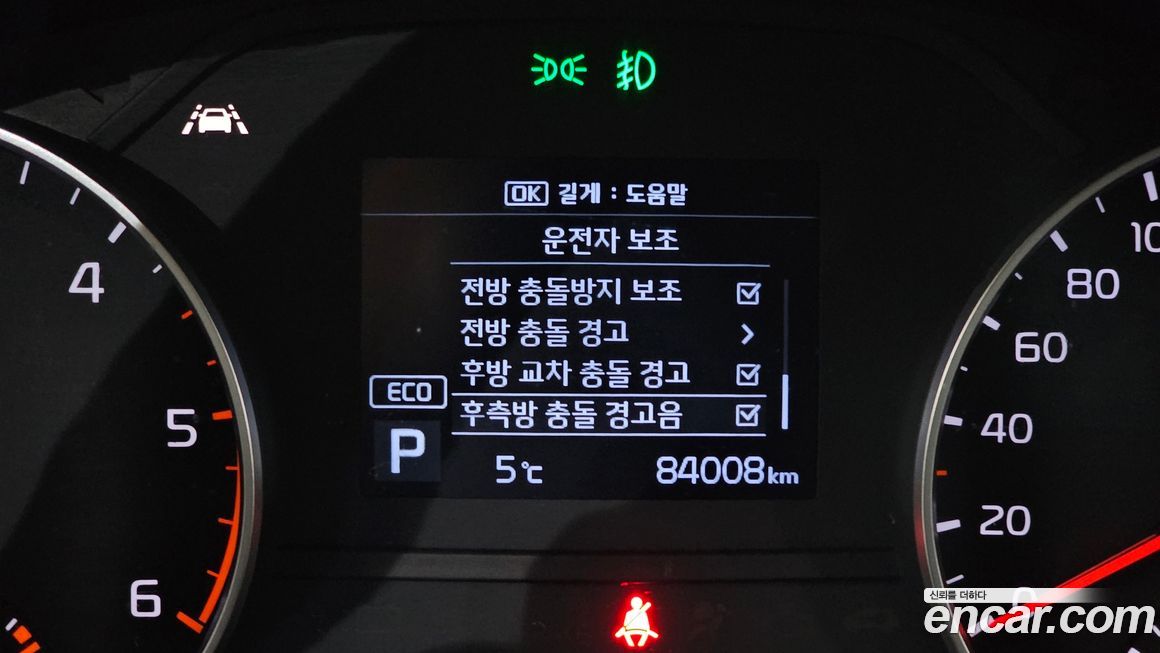 OK 길게 : 도움말
운전자 보조
전방 충돌방지 보조
전방 충돌 경고
후방 교차 충돌 경고
후측방 충돌 경고음
ECO
P
5℃
84008km
4
5
6
10
80
60
40
20
0
신뢰를 더하다
encar.com